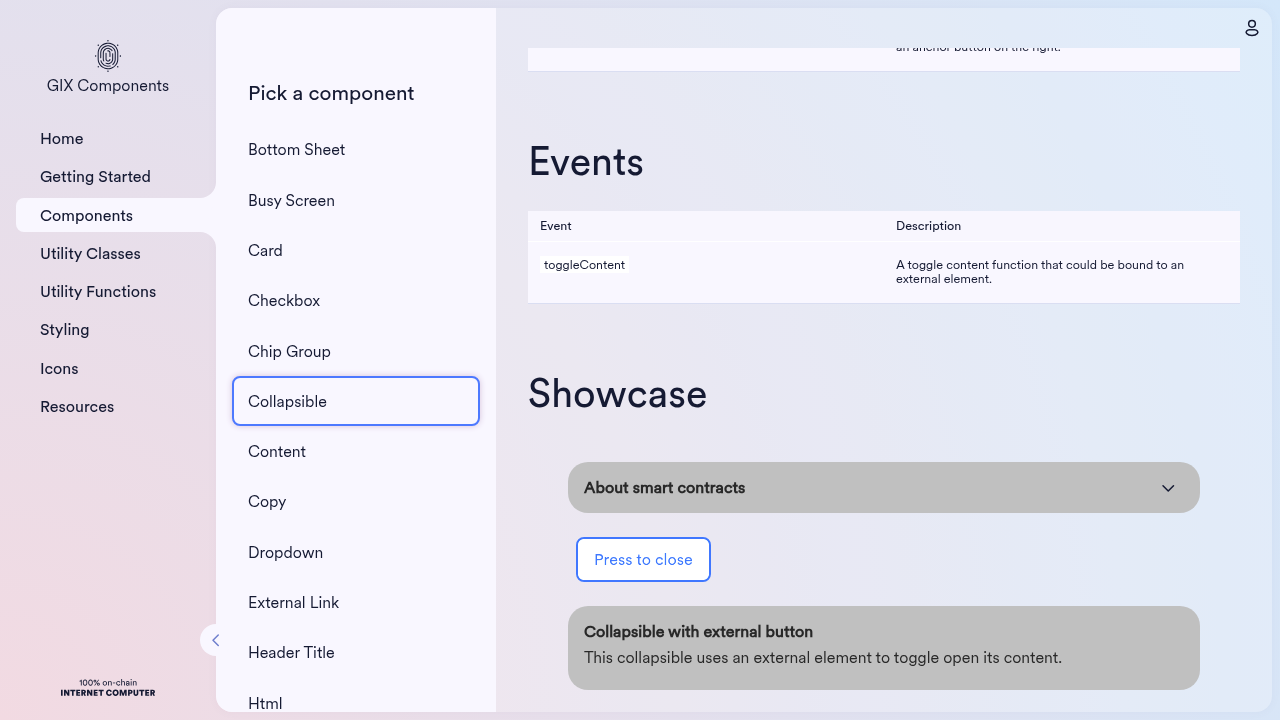 GIX Components
Home
Getting Started
Components
Utility Classes
Utility Functions
Styling
Icons
Resources
100% on-chain
INTERNET COMPUTER
Pick a component
Bottom Sheet
Busy Screen
Card
Checkbox
Chip Group
Collapsible
Content
Copy
Dropdown
External Link
Header Title
Html
an anchor button on the right.
Events
Event Description
toggleContent A toggle content function that could be bound to an
external element.
Showcase
About smart contracts
Press to close
Collapsible with external button
This collapsible uses an external element to toggle open its content.